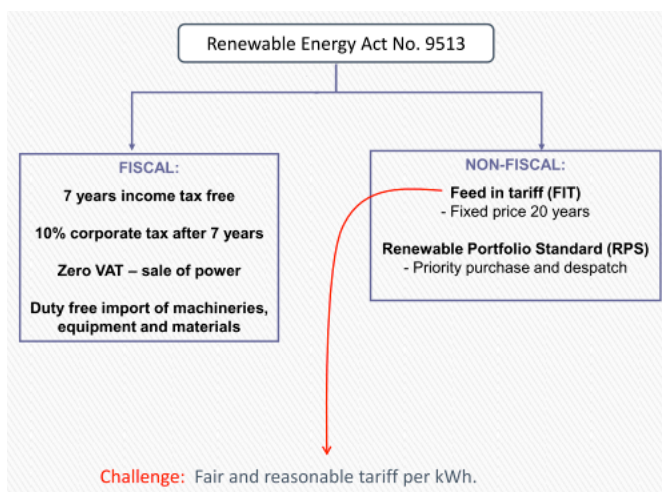 Renewable Energy Act No. 9513
FISCAL:
7 years income tax free
10% corporate tax after 7 years
Zero VAT – sale of power
Duty free import of machineries,
equipment and materials
NON-FISCAL:
Feed in tariff (FIT)
- Fixed price 20 years
Renewable Portfolio Standard (RPS)
- Priority purchase and despatch
Challenge: Fair and reasonable tariff per kWh.